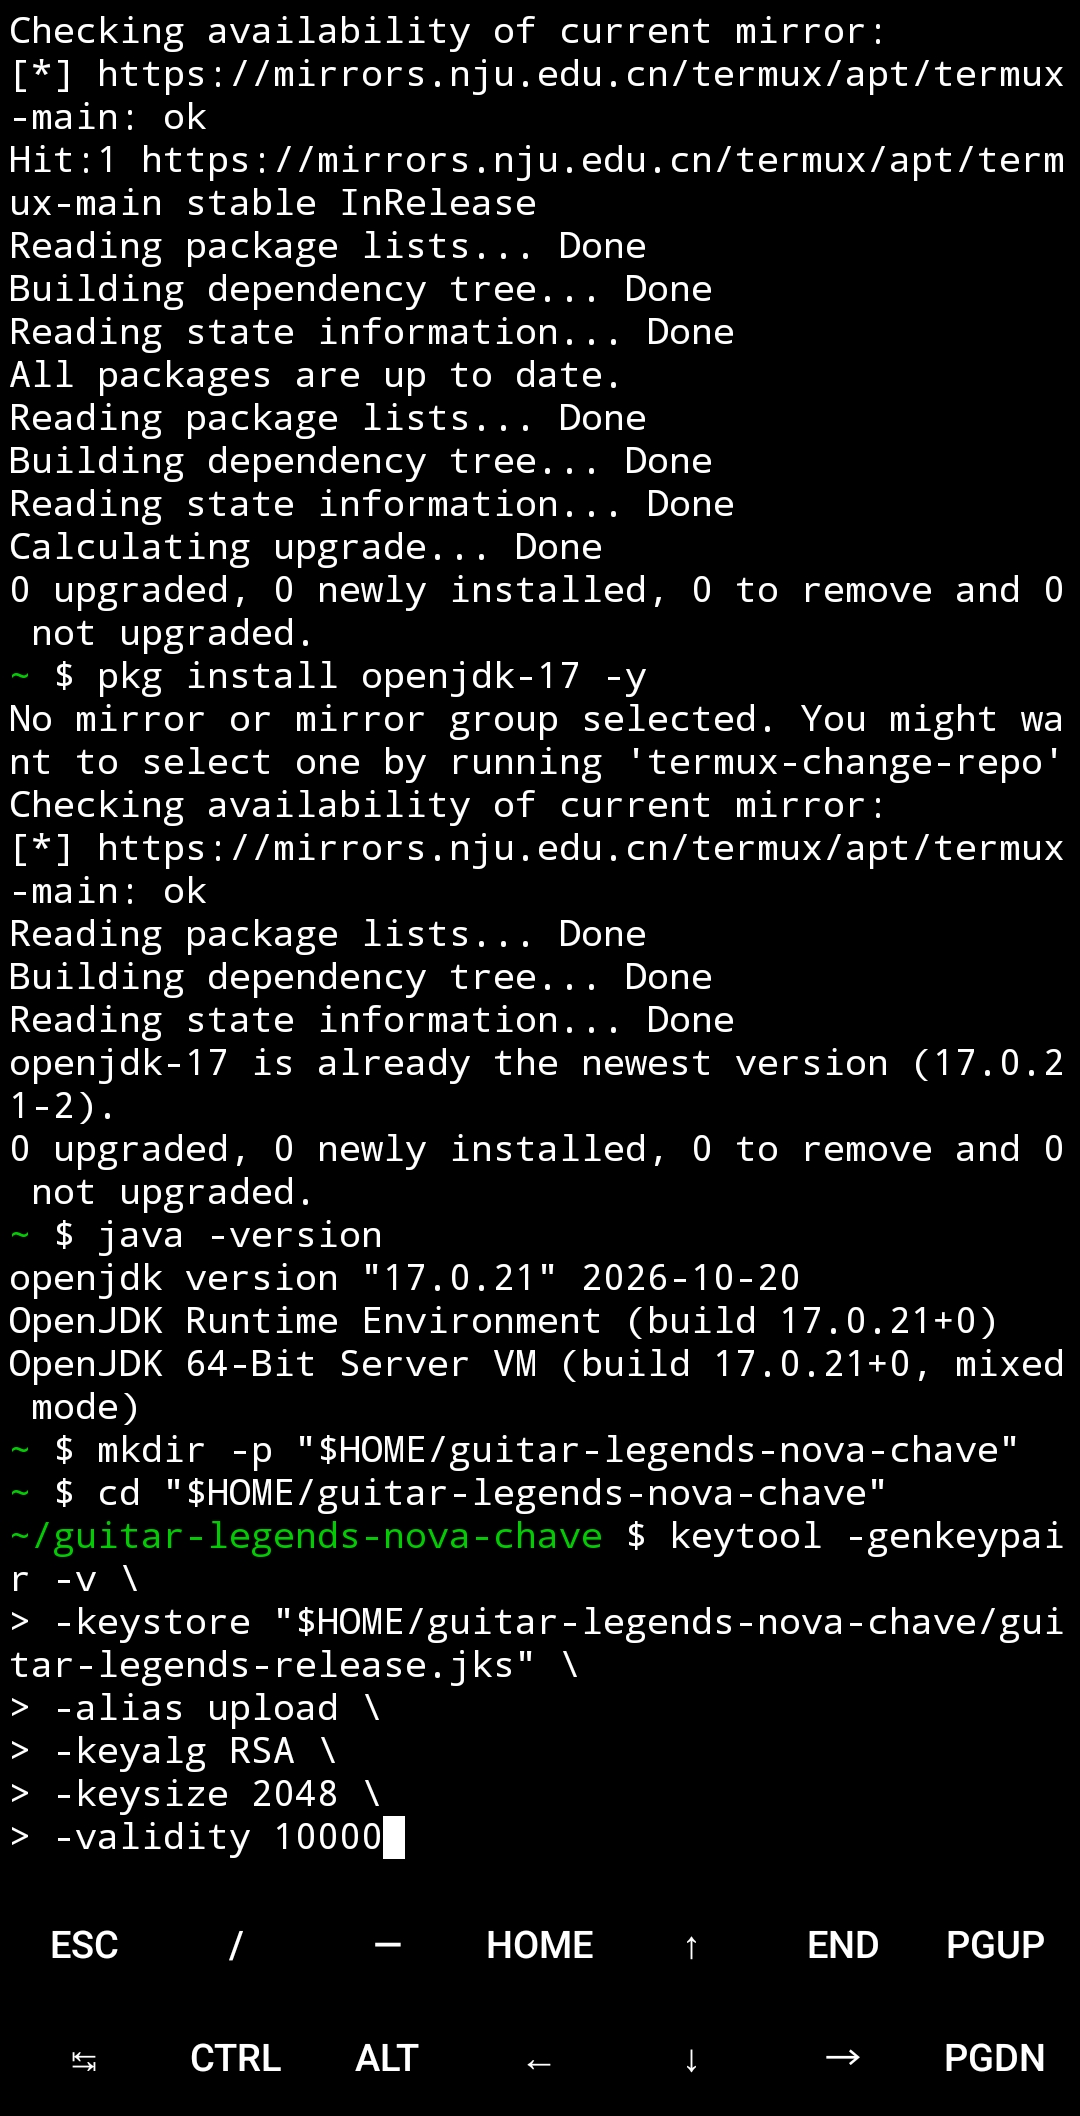 Checking availability of current mirror:
[*] https://mirrors.nju.edu.cn/termux/apt/termux
-main: ok
Hit:1 https://mirrors.nju.edu.cn/termux/apt/term
ux-main stable InRelease
Reading package lists... Done
Building dependency tree... Done
Reading state information... Done
All packages are up to date.
Reading package lists... Done
Building dependency tree... Done
Reading state information... Done
Calculating upgrade... Done
0 upgraded, 0 newly installed, 0 to remove and 0
 not upgraded.
~ $ pkg install openjdk-17 -y
No mirror or mirror group selected. You might wa
nt to select one by running 'termux-change-repo'
Checking availability of current mirror:
[*] https://mirrors.nju.edu.cn/termux/apt/termux
-main: ok
Reading package lists... Done
Building dependency tree... Done
Reading state information... Done
openjdk-17 is already the newest version (17.0.2
1-2).
0 upgraded, 0 newly installed, 0 to remove and 0
 not upgraded.
~ $ java -version
openjdk version "17.0.21" 2026-10-20
OpenJDK Runtime Environment (build 17.0.21+0)
OpenJDK 64-Bit Server VM (build 17.0.21+0, mixed
 mode)
~ $ mkdir -p "$HOME/guitar-legends-nova-chave"
~ $ cd "$HOME/guitar-legends-nova-chave"
~/guitar-legends-nova-chave $ keytool -genkeypai
r -v \
> -keystore "$HOME/guitar-legends-nova-chave/gui
tar-legends-release.jks" \
> -alias upload \
> -keyalg RSA \
> -keysize 2048 \
> -validity 10000
ESC / — HOME ↑ END PGUP
↹ CTRL ALT ← ↓ → PGDN